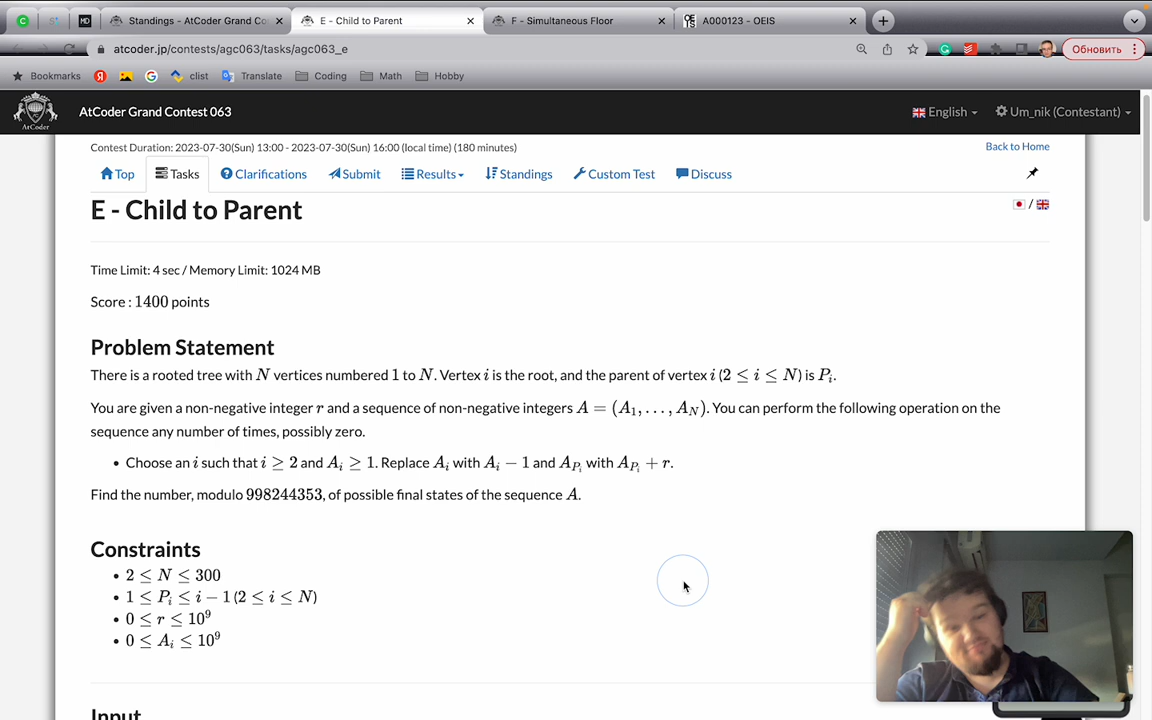 Standings - AtCoder Grand Co
E - Child to Parent
F - Simultaneous Floor
A000123 - OEIS
atcoder.jp/contests/agc063/tasks/agc063_e
Обновить
Bookmarks
clist
Translate
Coding
Math
Hobby
AtCoder Grand Contest 063
English
Um_nik (Contestant)
Contest Duration: 2023-07-30(Sun) 13:00 - 2023-07-30(Sun) 16:00 (local time) (180 minutes)
Back to Home
Top
Tasks
Clarifications
Submit
Results
Standings
Custom Test
Discuss
E - Child to Parent
/
Time Limit: 4 sec / Memory Limit: 1024 MB
Score : 1400 points
Problem Statement
There is a rooted tree with N vertices numbered 1 to N. Vertex i is the root, and the parent of vertex i (2 ≤ i ≤ N) is P_i.
You are given a non-negative integer r and a sequence of non-negative integers A = (A_1, . . . , A_N). You can perform the following operation on the
sequence any number of times, possibly zero.
• Choose an i such that i ≥ 2 and A_i ≥ 1. Replace A_i with A_i − 1 and A_{P_i} with A_{P_i} + r.
Find the number, modulo 998244353, of possible final states of the sequence A.
Constraints
• 2 ≤ N ≤ 300
• 1 ≤ P_i ≤ i − 1 (2 ≤ i ≤ N)
• 0 ≤ r ≤ 10^9
• 0 ≤ A_i ≤ 10^9
Input